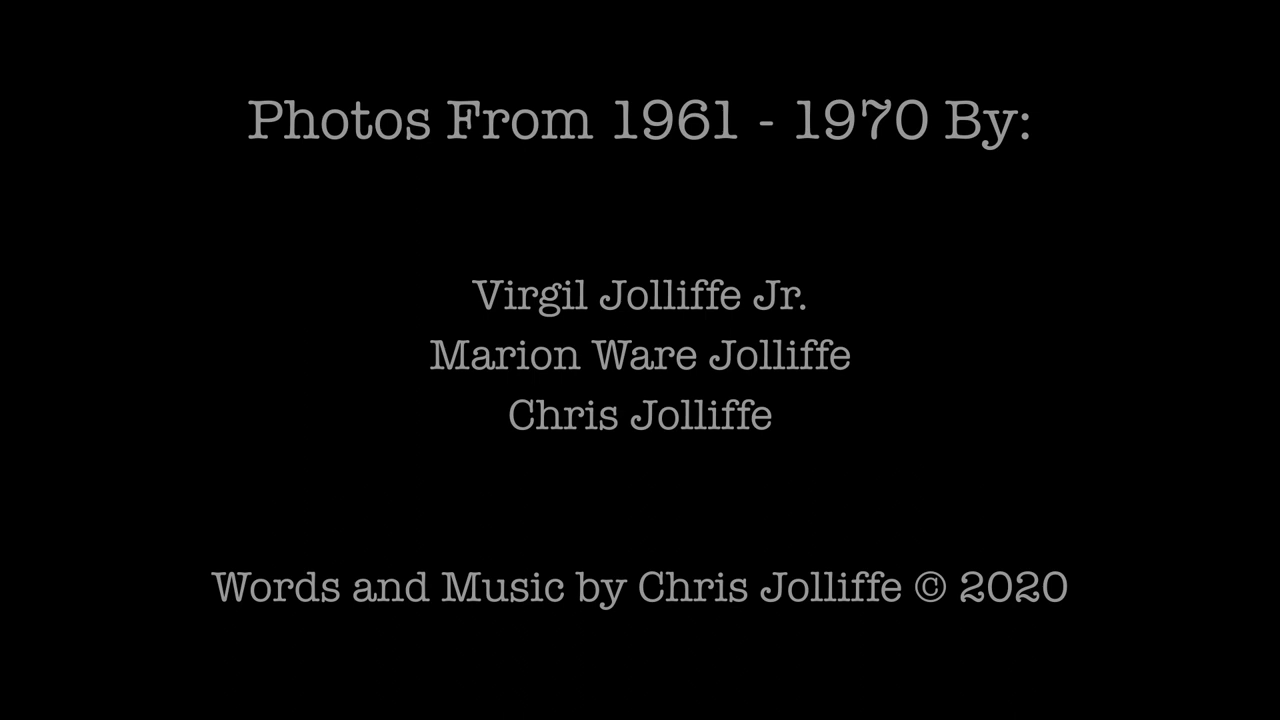 Photos From 1961 - 1970 By:
Virgil Jolliffe Jr.
Marion Ware Jolliffe
Chris Jolliffe
Words and Music by Chris Jolliffe © 2020